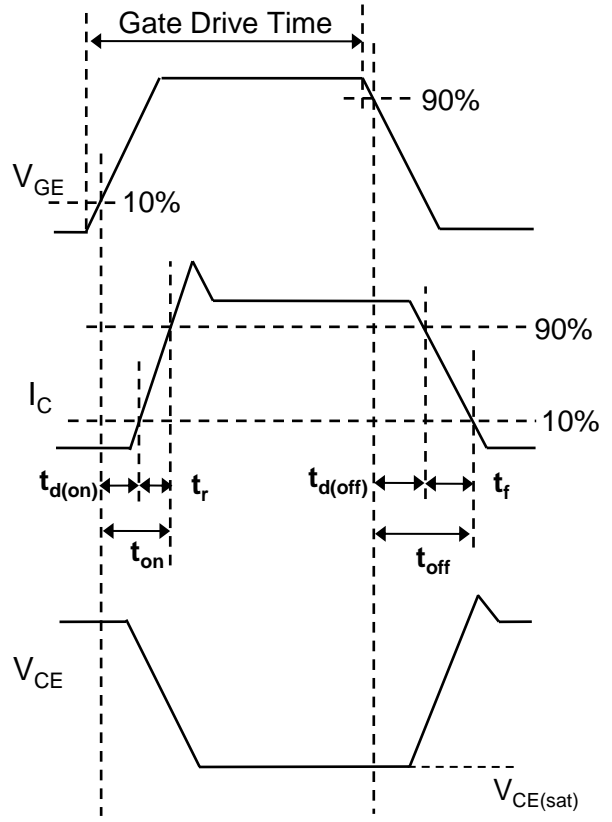 Gate Drive Time
90%
V_GE
10%
90%
I_C
10%
t_d(on)
t_r
t_d(off)
t_f
t_on
t_off
V_CE
V_CE(sat)